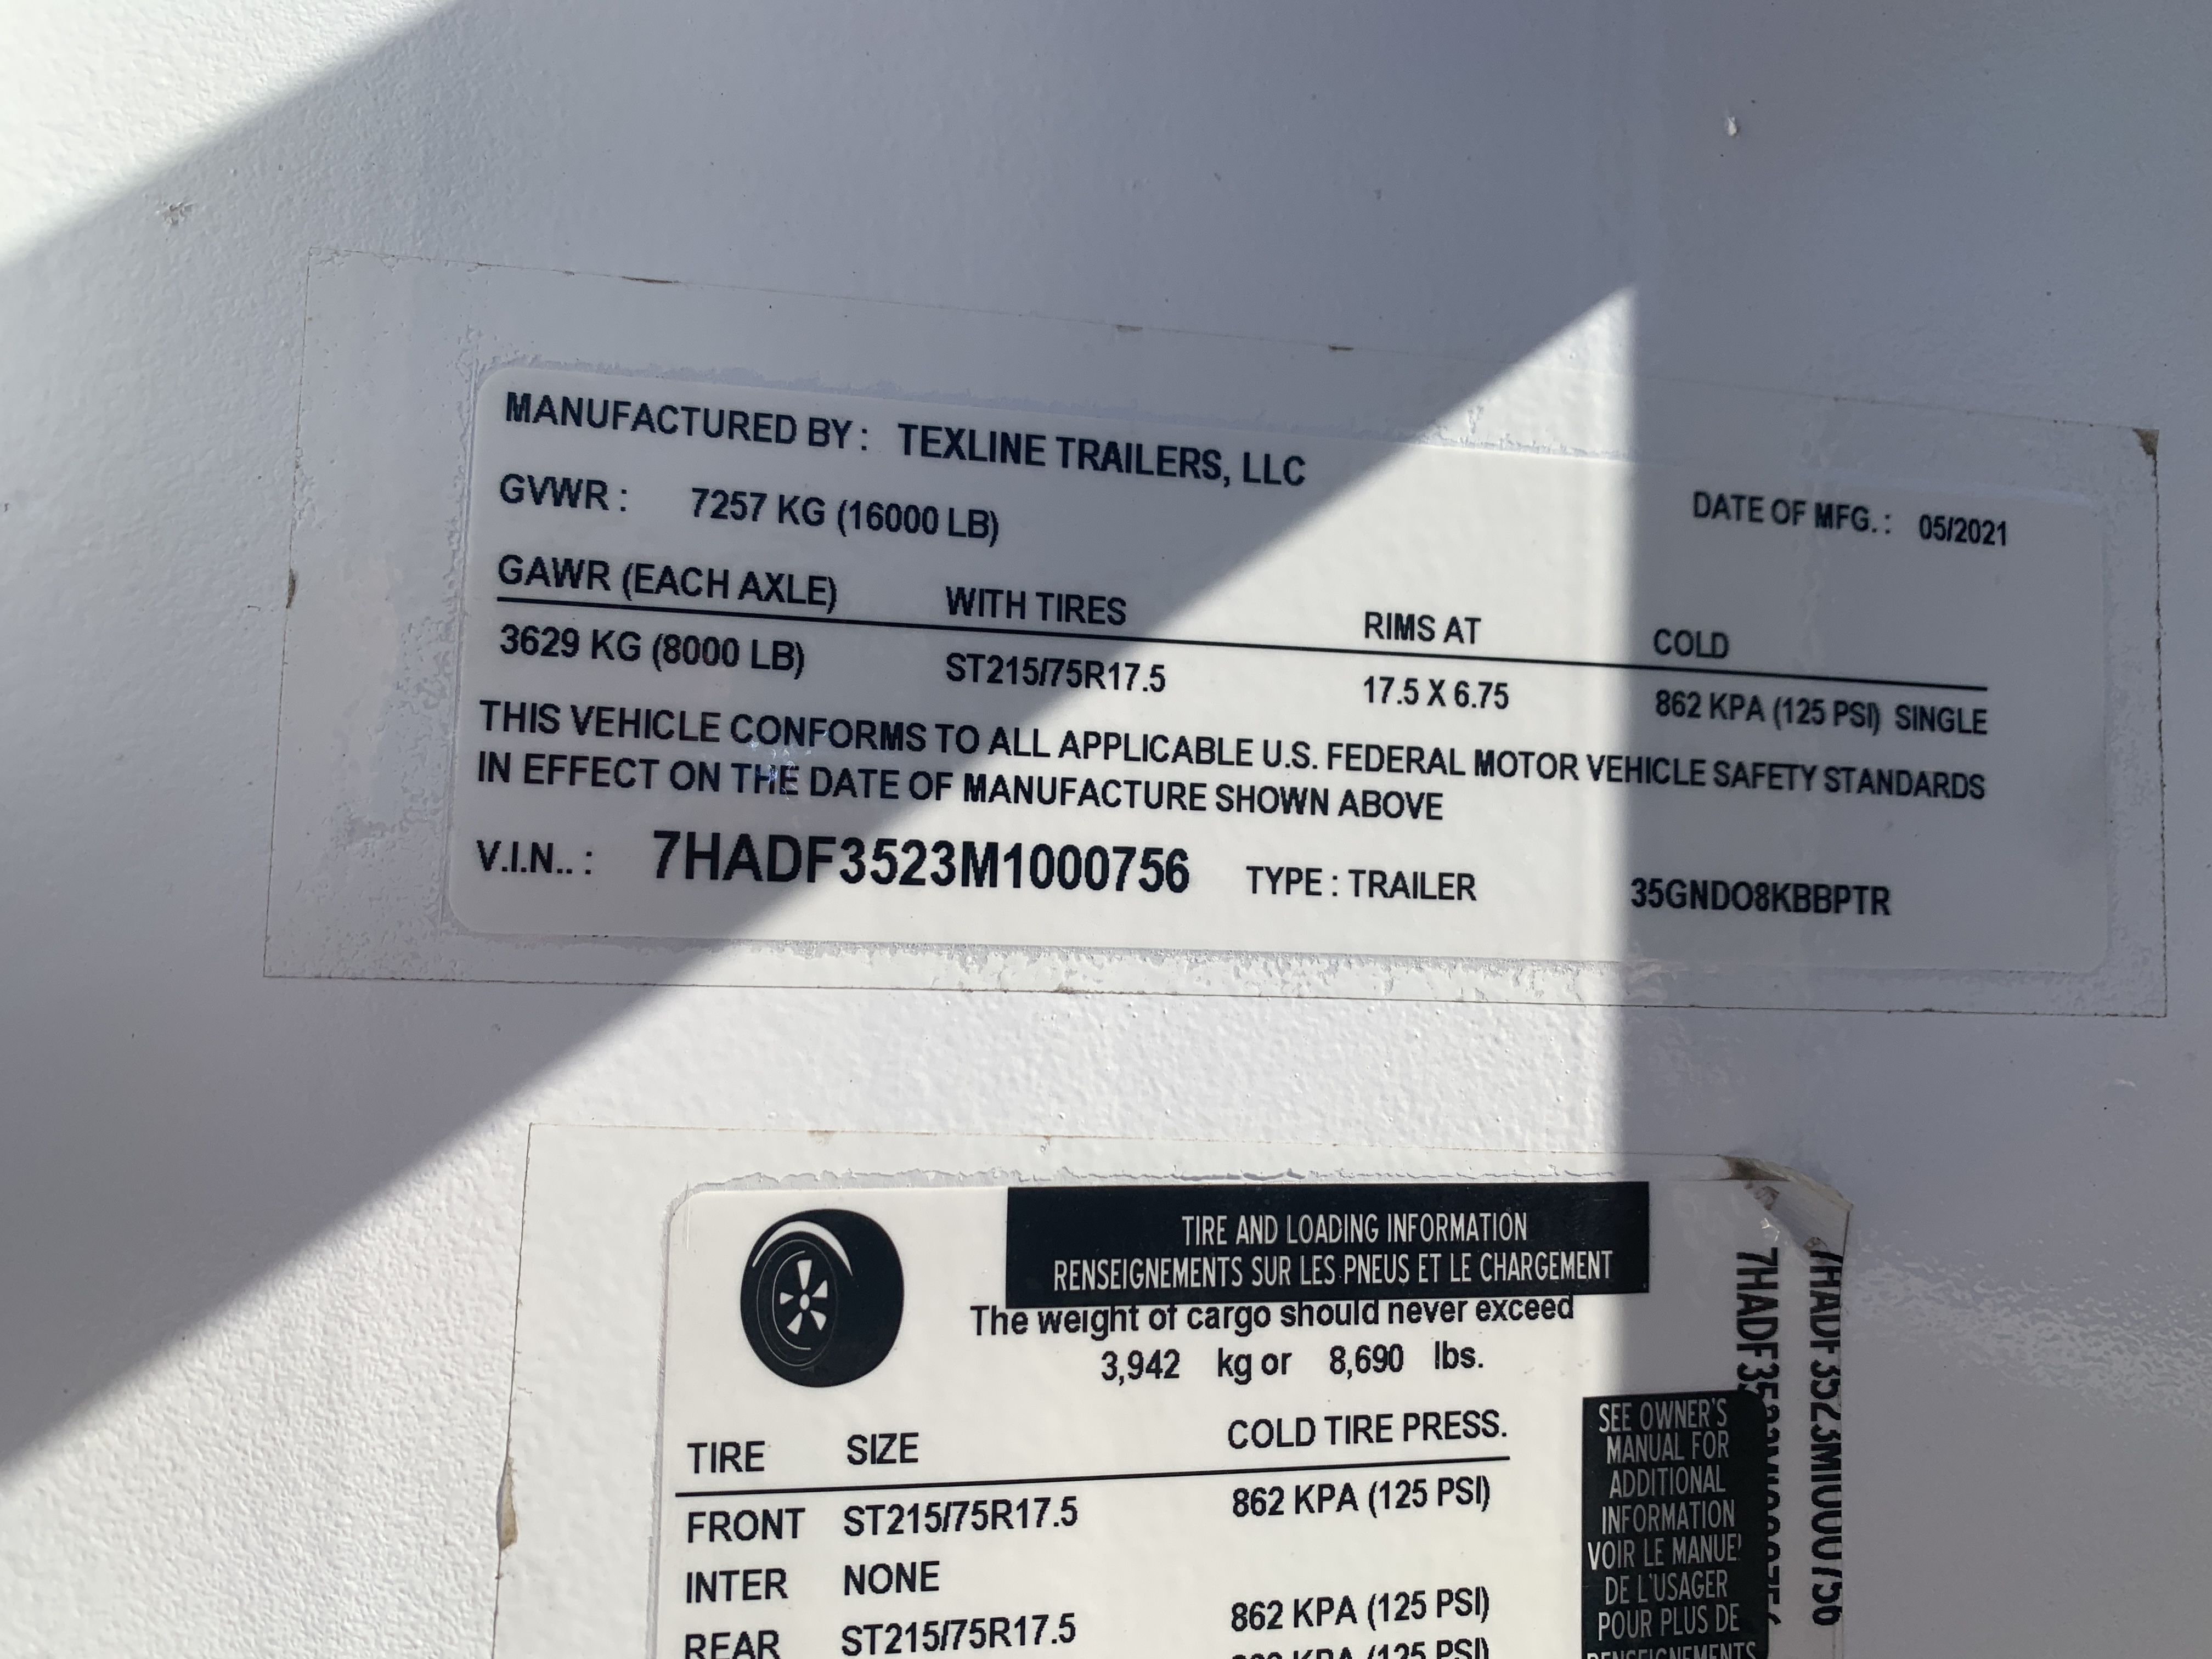 MANUFACTURED BY : TEXLINE TRAILERS, LLC
GVWR : 7257 KG (16000 LB)
DATE OF MFG. : 05/2021
GAWR (EACH AXLE) WITH TIRES RIMS AT COLD
3629 KG (8000 LB) ST215/75R17.5 17.5 X 6.75 862 KPA (125 PSI) SINGLE
THIS VEHICLE CONFORMS TO ALL APPLICABLE U.S. FEDERAL MOTOR VEHICLE SAFETY STANDARDS
IN EFFECT ON THE DATE OF MANUFACTURE SHOWN ABOVE
V.I.N.. : 7HADF3523M1000756 TYPE : TRAILER 35GNDO8KBBPTR
TIRE AND LOADING INFORMATION
RENSEIGNEMENTS SUR LES PNEUS ET LE CHARGEMENT
The weight of cargo should never exceed
3,942 kg or 8,690 lbs.
TIRE SIZE COLD TIRE PRESS.
FRONT ST215/75R17.5 862 KPA (125 PSI)
INTER NONE
REAR ST215/75R17.5 862 KPA (125 PSI)
862 KPA (125 PSI)
SEE OWNER'S
MANUAL FOR
ADDITIONAL
INFORMATION
VOIR LE MANUEL
DE L'USAGER
POUR PLUS DE
RENSEIGNEMENTS
7HADF3523M1000756